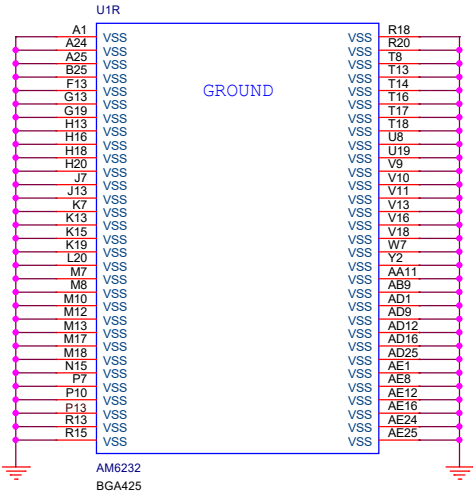 U1R
A1 VSS VSS R18
A24 VSS VSS R20
A25 VSS VSS T8
B25 VSS VSS T13
F13 VSS VSS T14
G13 VSS VSS T16
G19 VSS VSS T17
H13 VSS VSS T18
H16 VSS VSS U8
H18 VSS VSS U19
H20 VSS VSS V9
J7 VSS VSS V10
J13 VSS VSS V11
K7 VSS VSS V13
K13 VSS VSS V16
K15 VSS VSS V18
K19 VSS VSS W7
L20 VSS VSS Y2
M7 VSS VSS AA11
M8 VSS VSS AB9
M10 VSS VSS AD1
M12 VSS VSS AD9
M13 VSS VSS AD12
M17 VSS VSS AD16
M18 VSS VSS AD25
N15 VSS VSS AE1
P7 VSS VSS AE8
P10 VSS VSS AE12
P13 VSS VSS AE16
R13 VSS VSS AE24
R15 VSS VSS AE25
GROUND
AM6232
BGA425